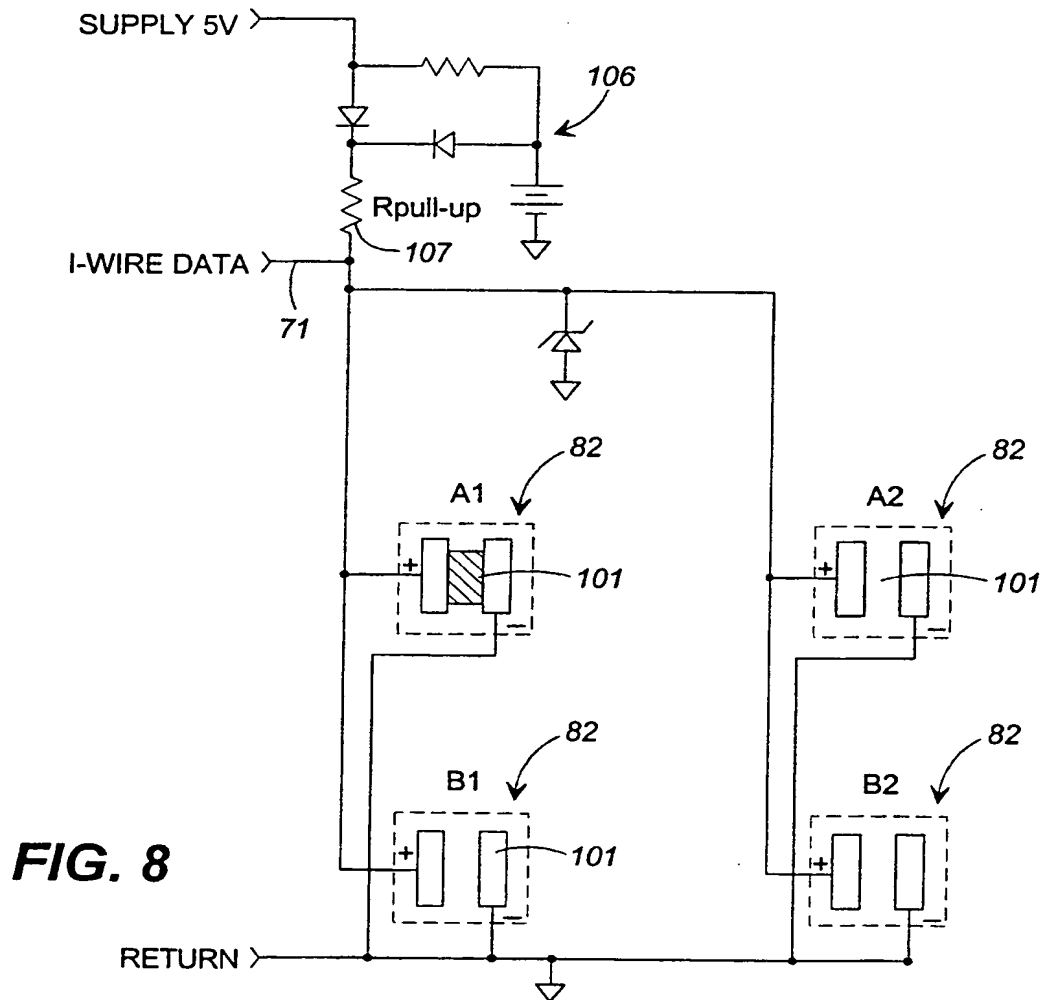 SUPPLY 5V
106
Rpull-up
107
I-WIRE DATA
71
82
A1
+
101
−
82
A2
+
101
−
82
B1
+
101
−
82
B2
+
−
FIG. 8
RETURN